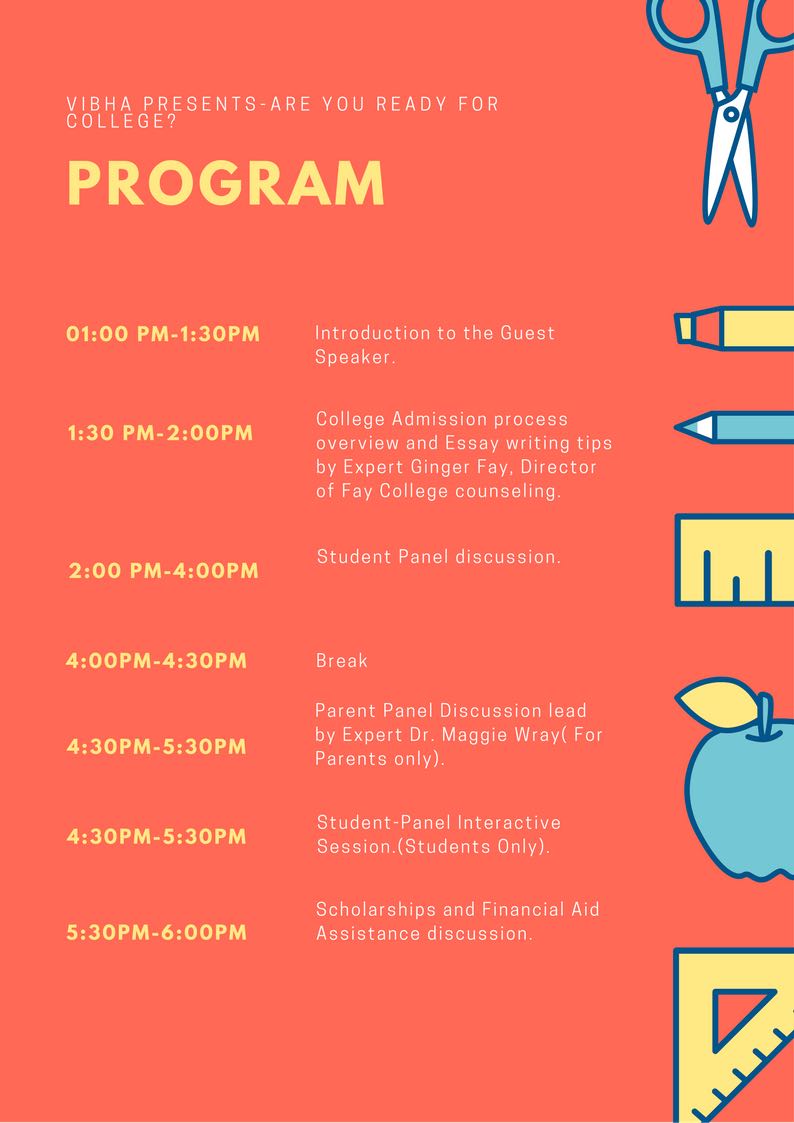 VIBHA PRESENTS-ARE YOU READY FOR
COLLEGE?
PROGRAM
01:00 PM-1:30PM
Introduction to the Guest
Speaker.
1:30 PM-2:00PM
College Admission process
overview and Essay writing tips
by Expert Ginger Fay, Director
of Fay College counseling.
2:00 PM-4:00PM
Student Panel discussion.
4:00PM-4:30PM
Break
4:30PM-5:30PM
Parent Panel Discussion lead
by Expert Dr. Maggie Wray( For
Parents only).
4:30PM-5:30PM
Student-Panel Interactive
Session.(Students Only).
5:30PM-6:00PM
Scholarships and Financial Aid
Assistance discussion.